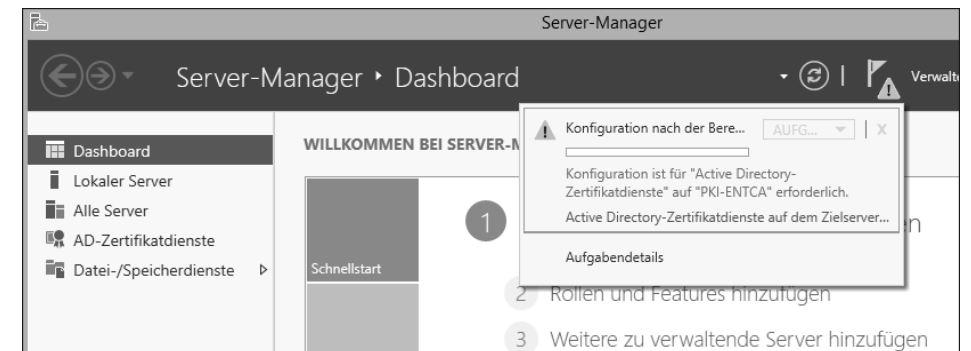 Server-Manager
Server-Manager ‣ Dashboard
Konfiguration nach der Bere...
AUFG...
X
Konfiguration ist für "Active Directory-
Zertifikatdienste" auf "PKI-ENTCA" erforderlich.
Active Directory-Zertifikatdienste auf dem Zielserver...
Aufgabendetails
Dashboard
Lokaler Server
Alle Server
AD-Zertifikatdienste
Datei-/Speicherdienste
WILLKOMMEN BEI SERVER-
Schnellstart
1
2 Rollen und Features hinzufügen
3 Weitere zu verwaltende Server hinzufügen